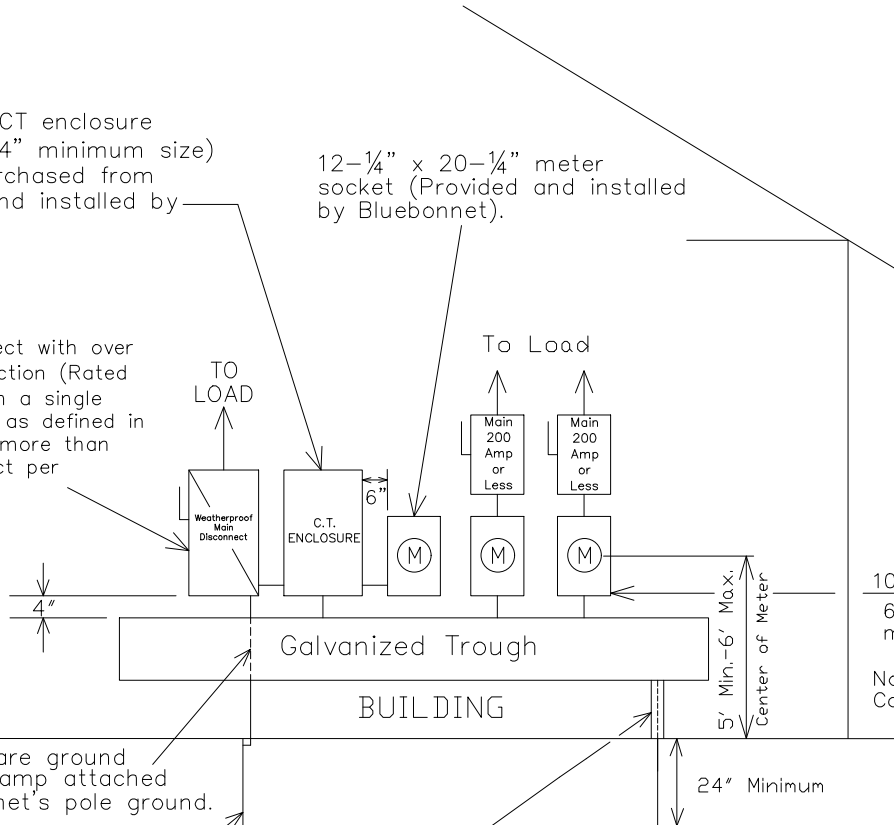 CT enclosure
4" minimum size)
rchased from
nd installed by
12-¼" x 20-¼" meter
socket (Provided and installed
by Bluebonnet).
ect with over
ction (Rated
n a single
as defined in
more than
ct per
TO
LOAD
To Load
Main
200
Amp
or
Less
Main
200
Amp
or
Less
6"
Weatherproof
Main
Disconnect
C.T.
ENCLOSURE
M
M
M
4"
Galvanized Trough
BUILDING
5' Min.-6' Max.
Center of Meter
10
6
m
No
Co
are ground
amp attached
net's pole ground.
24" Minimum